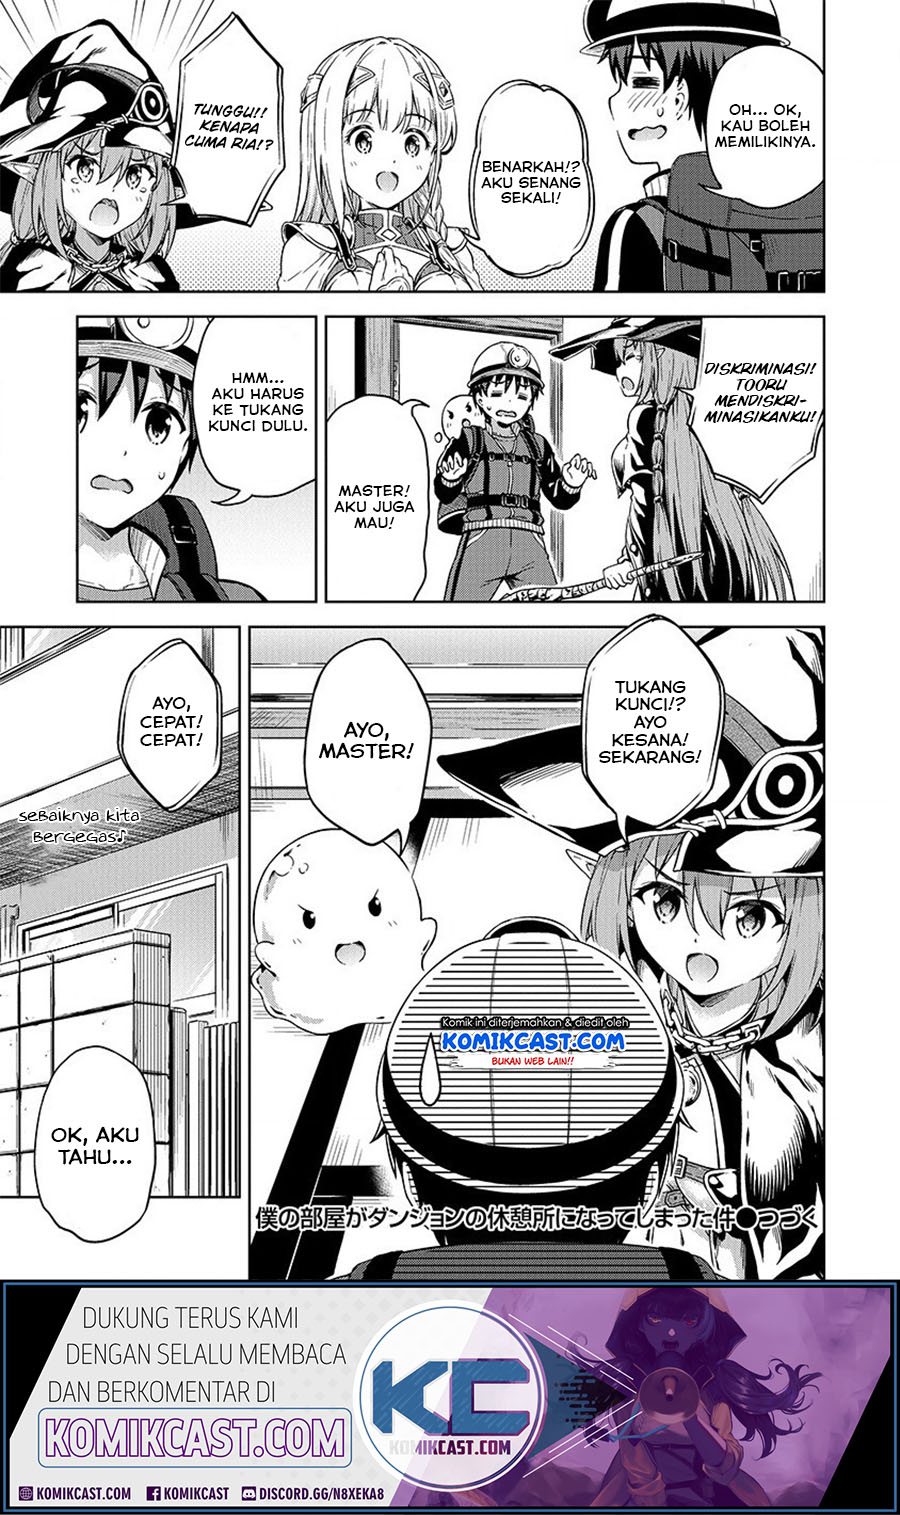 OH... OK,
KAU BOLEH
MEMILIKINYA.
BENARKAH!?
AKU SENANG
SEKALI!
TUNGGU!!
KENAPA
CUMA RIA!?
DISKRIMINASI!
TOORU
MENDISKRI-
MINASIKANKU!
MASTER!
AKU JUGA
MAU!
HMM...
AKU HARUS
KE TUKANG
KUNCI DULU.
TUKANG
KUNCI!?
AYO
KESANA!
SEKARANG!
AYO,
MASTER!
AYO,
CEPAT!
CEPAT!
SEBAIKNYA KITA
BERGEGAS♪
OK, AKU
TAHU...
Komik ini diterjemahkan & diedit oleh
KOMIKCAST.COM
BUKAN WEB LAIN!!
僕の部屋がダンジョンの休憩所になってしまった件●つづく
DUKUNG TERUS KAMI
DENGAN SELALU MEMBACA
DAN BERKOMENTAR DI
KOMIKCAST.COM
KC
KOMIKCAST.COM
KOMIKCAST.COM
KOMIKCAST
DISCORD.GG/N8XEKA8